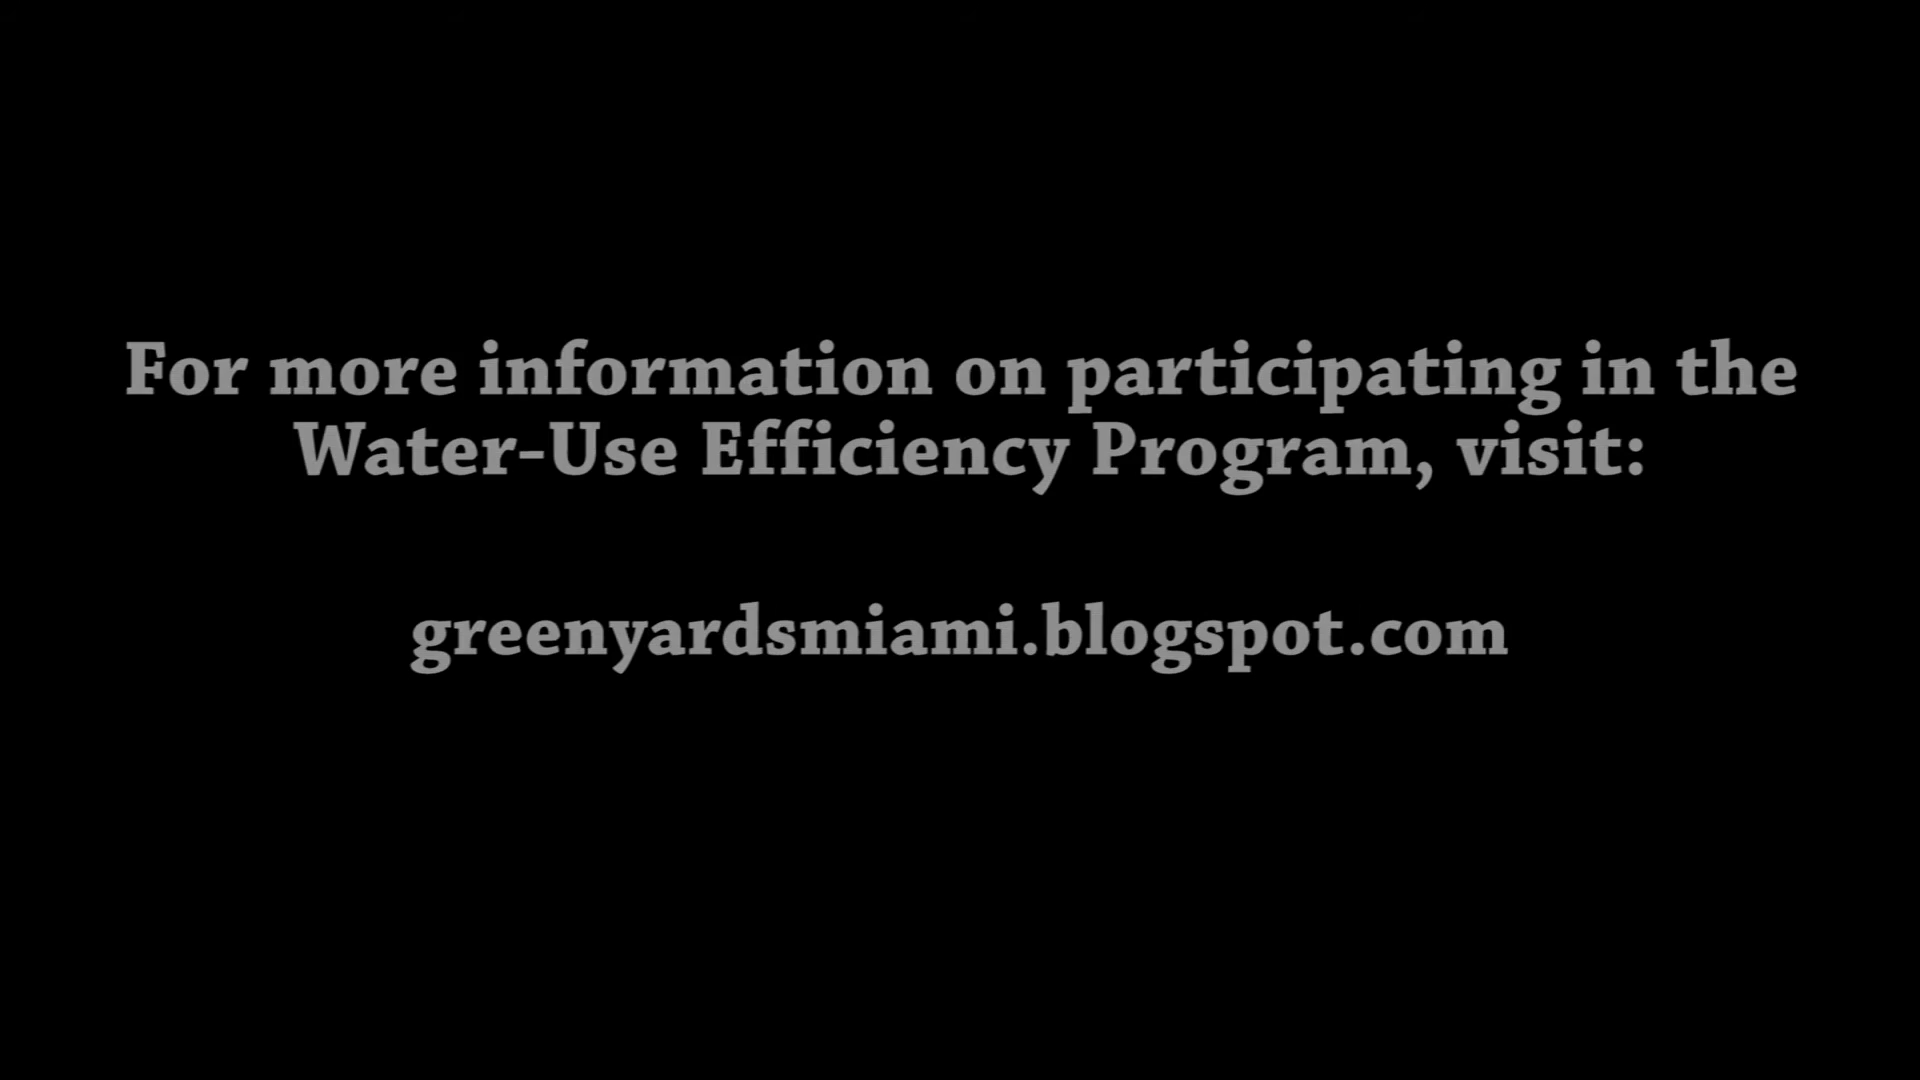 For more information on participating in the
Water-Use Efficiency Program, visit:
greenyardsmiami.blogspot.com